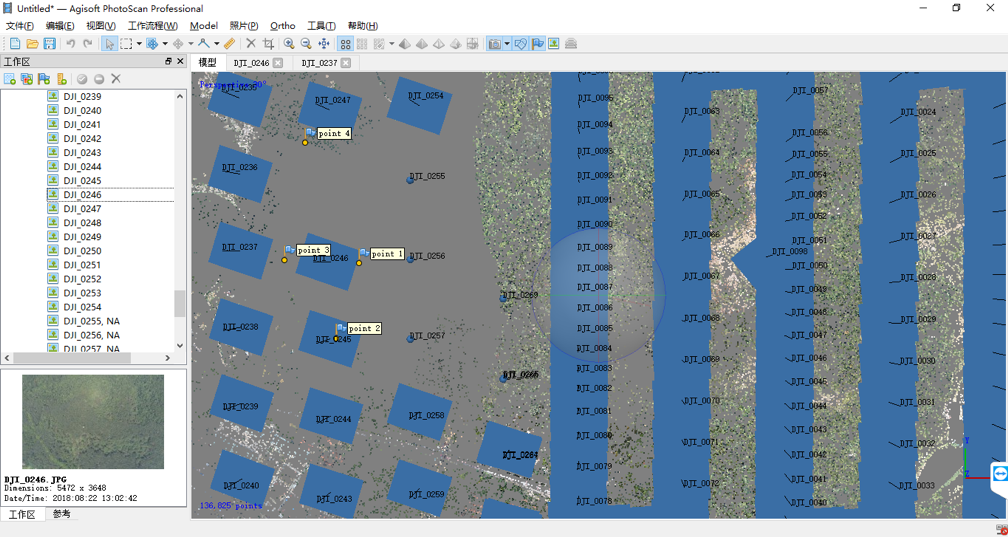 Untitled* — Agisoft PhotoScan Professional
文件(F) 编辑(E) 视图(V) 工作流程(W) Model 照片(P) Ortho 工具(T) 帮助(H)
工作区
模型 DJI_0246 DJI_0237
DJI_0239
DJI_0240
DJI_0241
DJI_0242
DJI_0243
DJI_0244
DJI_0245
DJI_0246
DJI_0247
DJI_0248
DJI_0249
DJI_0250
DJI_0251
DJI_0252
DJI_0253
DJI_0254
DJI_0255, NA
DJI_0256, NA
DJI_0257, NA
DJI_0246.JPG
Dimensions: 5472 x 3648
Date/Time: 2018:08:22 13:02:42
工作区 参考
DJI_0247
DJI_0254
point 4
DJI_0236
DJI_0255
DJI_0237
point 3
DJI_0246
point 1
DJI_0256
DJI_0238
point 2
DJI_0245
DJI_0257
DJI_0239
DJI_0244
DJI_0258
DJI_0240
DJI_0243
DJI_0259
DJI_0269
DJI_0264
136,825 points
DJI_0095
DJI_0094
DJI_0093
DJI_0092
DJI_0091
DJI_0090
DJI_0089
DJI_0088
DJI_0087
DJI_0086
DJI_0085
DJI_0084
DJI_0083
DJI_0082
DJI_0081
DJI_0080
DJI_0079
DJI_0078
DJI_0063
DJI_0064
DJI_0065
DJI_0066
DJI_0067
DJI_0068
DJI_0069
DJI_0070
DJI_0071
DJI_0072
DJI_0098
DJI_0057
DJI_0056
DJI_0055
DJI_0054
DJI_0053
DJI_0052
DJI_0051
DJI_0050
DJI_0049
DJI_0048
DJI_0047
DJI_0046
DJI_0045
DJI_0044
DJI_0043
DJI_0042
DJI_0041
DJI_0040
DJI_0024
DJI_0025
DJI_0026
DJI_0027
DJI_0028
DJI_0029
DJI_0030
DJI_0031
DJI_0032
DJI_0033
Y
Z